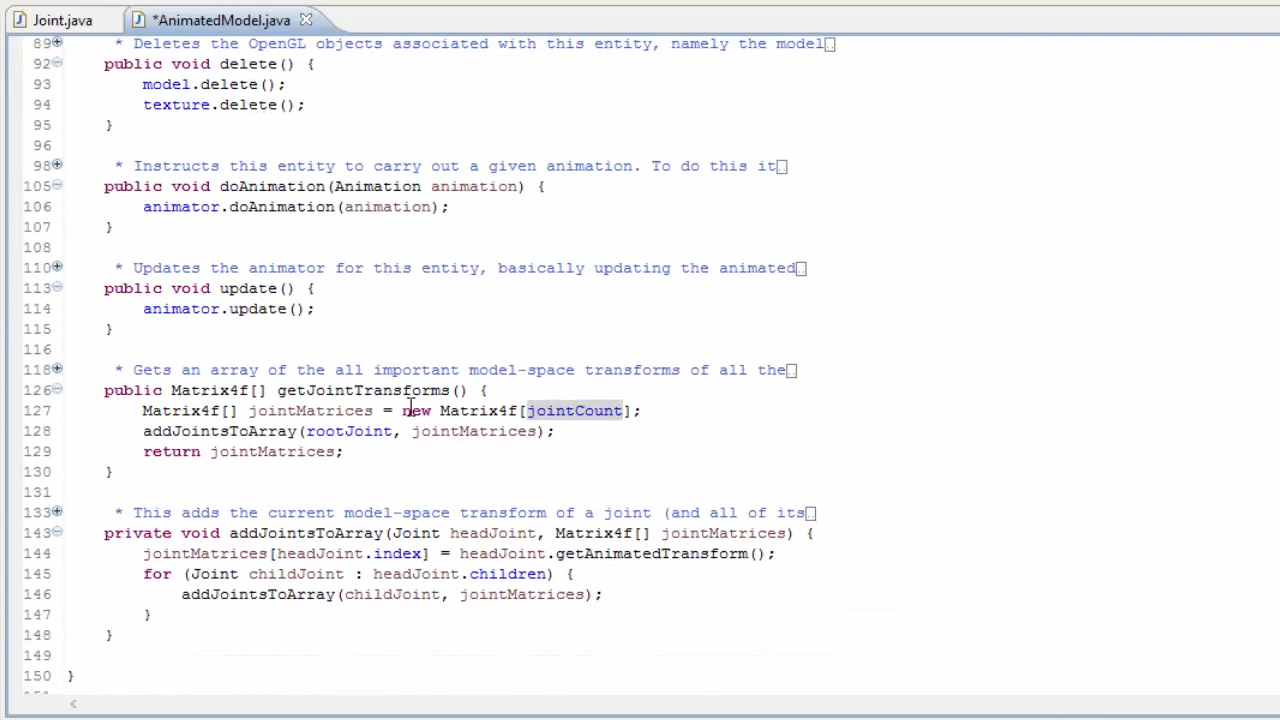 Joint.java *AnimatedModel.java
89 * Deletes the OpenGL objects associated with this entity, namely the model
92 public void delete() {
93 model.delete();
94 texture.delete();
95 }
96
98 * Instructs this entity to carry out a given animation. To do this it
105 public void doAnimation(Animation animation) {
106 animator.doAnimation(animation);
107 }
108
110 * Updates the animator for this entity, basically updating the animated
113 public void update() {
114 animator.update();
115 }
116
118 * Gets an array of the all important model-space transforms of all the
126 public Matrix4f[] getJointTransforms() {
127 Matrix4f[] jointMatrices = new Matrix4f[jointCount];
128 addJointsToArray(rootJoint, jointMatrices);
129 return jointMatrices;
130 }
131
133 * This adds the current model-space transform of a joint (and all of its
143 private void addJointsToArray(Joint headJoint, Matrix4f[] jointMatrices) {
144 jointMatrices[headJoint.index] = headJoint.getAnimatedTransform();
145 for (Joint childJoint : headJoint.children) {
146 addJointsToArray(childJoint, jointMatrices);
147 }
148 }
149
150 }